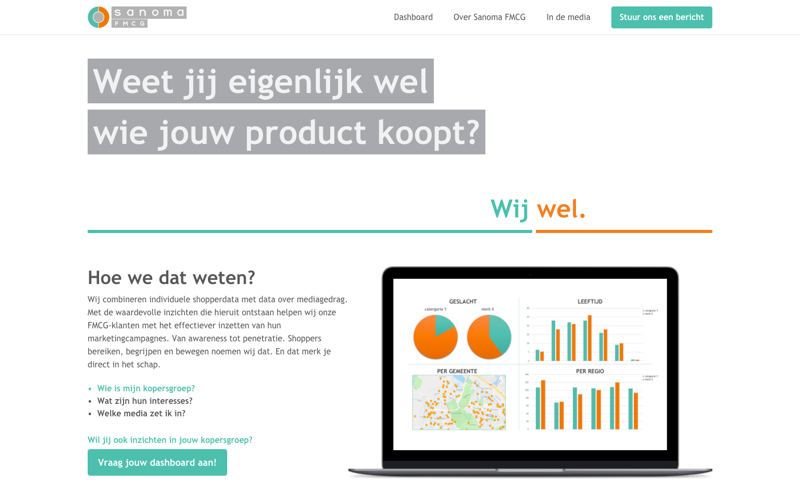 sanoma
FMCG
Dashboard
Over Sanoma FMCG
In de media
Stuur ons een bericht
Weet jij eigenlijk wel
wie jouw product koopt?
Wij wel.
Hoe we dat weten?
Wij combineren individuele shopperdata met data over mediagedrag.
Met de waardevolle inzichten die hieruit ontstaan helpen wij onze
FMCG-klanten met het effectiever inzetten van hun
marketingcampagnes. Van awareness tot penetratie. Shoppers
bereiken, begrijpen en bewegen noemen wij dat. En dat merk je
direct in het schap.
• Wie is mijn kopersgroep?
• Wat zijn hun interesses?
• Welke media zet ik in?
Wil jij ook inzichten in jouw kopersgroep?
Vraag jouw dashboard aan!
GESLACHT
LEEFTIJD
PER GEMEENTE
PER REGIO